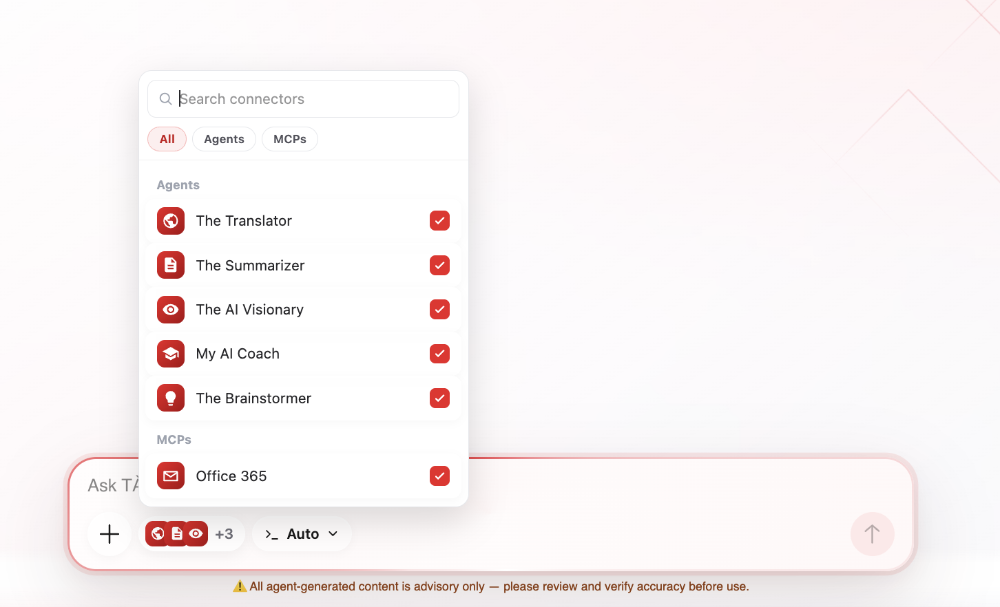 Search connectors
All
Agents
MCPs
Agents
The Translator
The Summarizer
The AI Visionary
My AI Coach
The Brainstormer
MCPs
Office 365
Ask
+3
Auto
⚠️ All agent-generated content is advisory only — please review and verify accuracy before use.